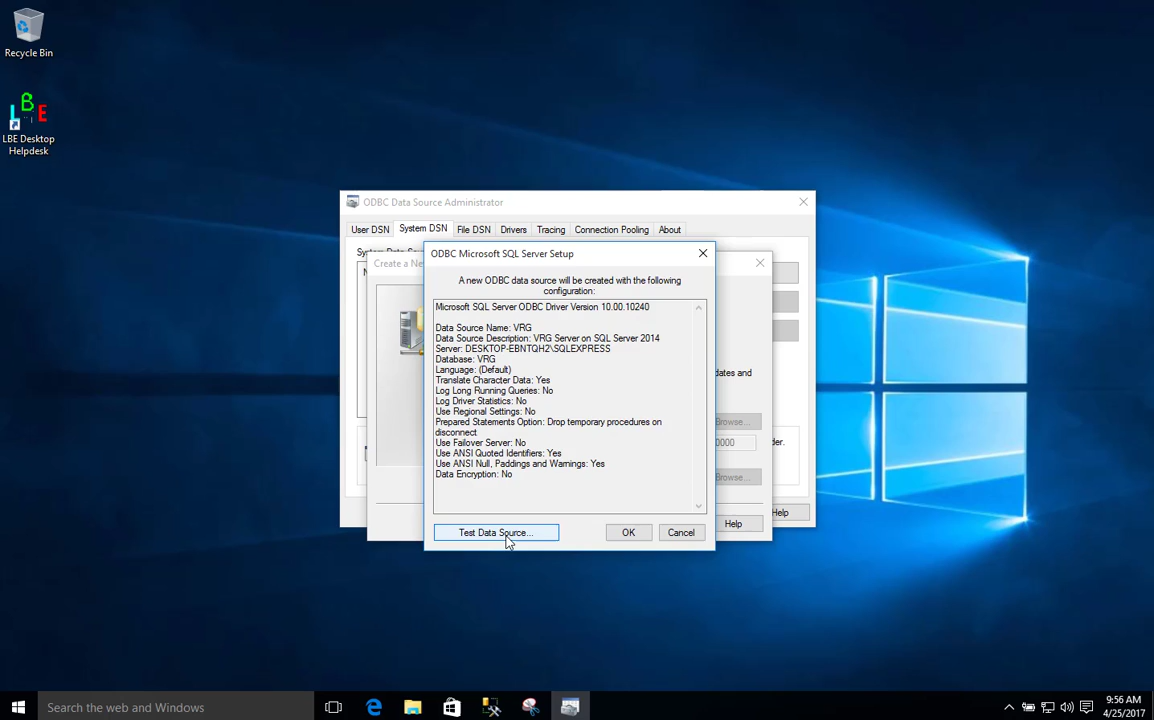 Recycle Bin
LBE Desktop
Helpdesk
ODBC Data Source Administrator
User DSN System DSN File DSN Drivers Tracing Connection Pooling About
Create a Ne
ODBC Microsoft SQL Server Setup
A new ODBC data source will be created with the following
configuration:
Microsoft SQL Server ODBC Driver Version 10.00.10240
Data Source Name: VRG
Data Source Description: VRG Server on SQL Server 2014
Server: DESKTOP-EBNTQH2\SQLEXPRESS
Database: VRG
Language: (Default)
Translate Character Data: Yes
Log Long Running Queries: No
Log Driver Statistics: No
Use Regional Settings: No
Prepared Statements Option: Drop temporary procedures on
disconnect
Use Failover Server: No
Use ANSI Quoted Identifiers: Yes
Use ANSI Null, Paddings and Warnings: Yes
Data Encryption: No
Test Data Source... OK Cancel
dates and
Browse...
0000
der.
Browse...
Help
Help
Search the web and Windows
9:56 AM
4/25/2017